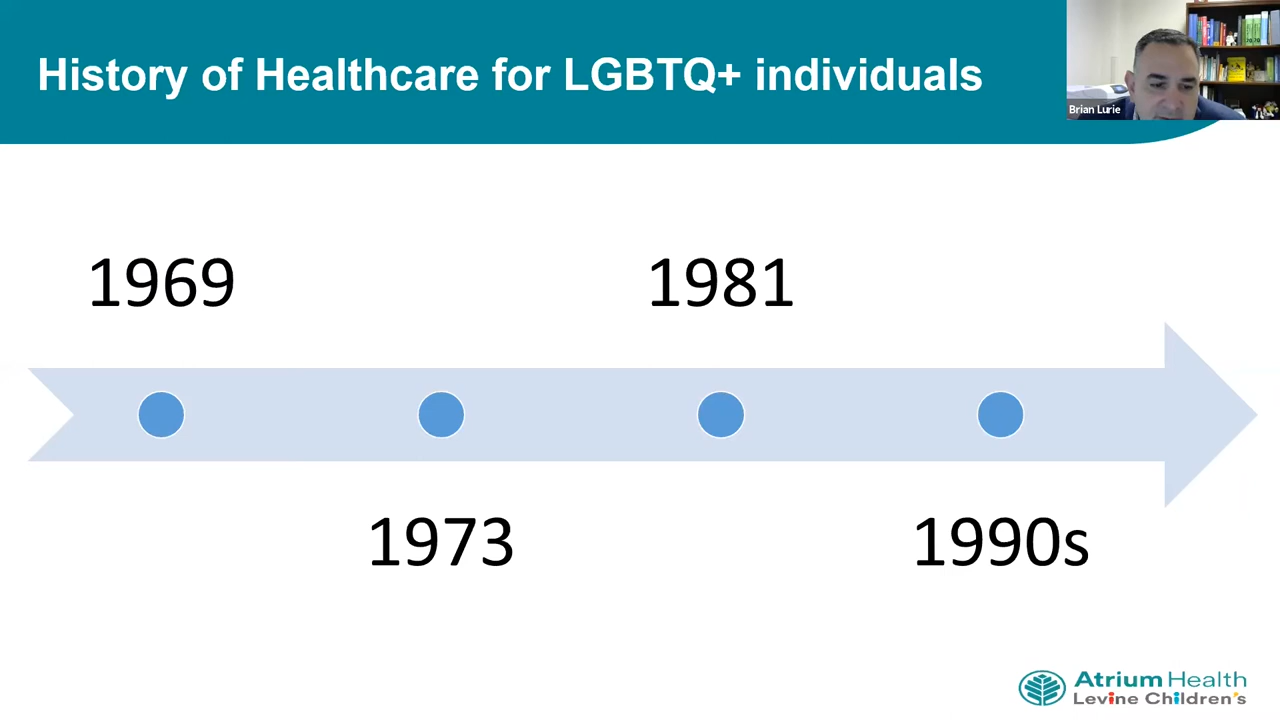 History of Healthcare for LGBTQ+ individuals
Brian Lurie
1969
1981
1973
1990s
Atrium Health
Levine Children's